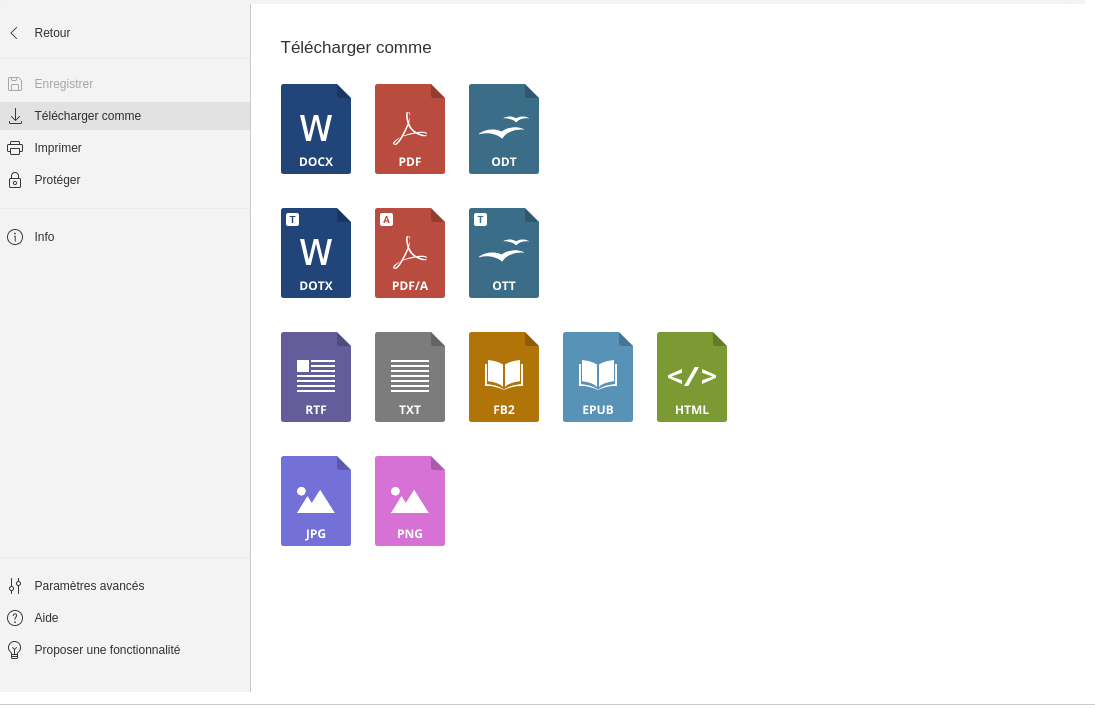 Retour
Enregistrer
Télécharger comme
Imprimer
Protéger
Info
Paramètres avancés
Aide
Proposer une fonctionnalité
Télécharger comme
W W
DOCX PDF ODT
T A T
W
DOTX PDF/A OTT
RTF TXT FB2 EPUB </> HTML
JPG PNG